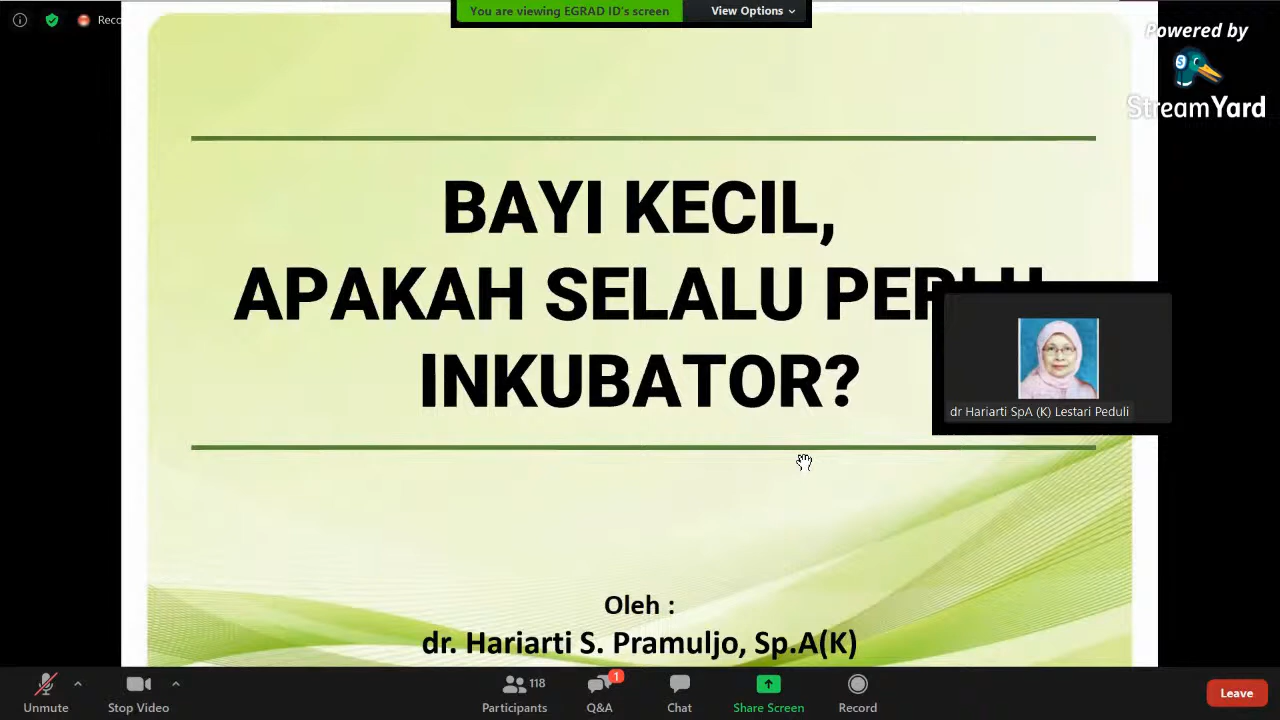 Reco
You are viewing EGRAD ID's screen
View Options
Powered by
StreamYard
BAYI KECIL,
APAKAH SELALU
INKUBATOR?
dr Hariarti SpA (K) Lestari Peduli
Oleh :
dr. Hariarti S. Pramuljo, Sp.A(K)
Unmute
Stop Video
118
Participants
1
Q&A
Chat
Share Screen
Record
Leave